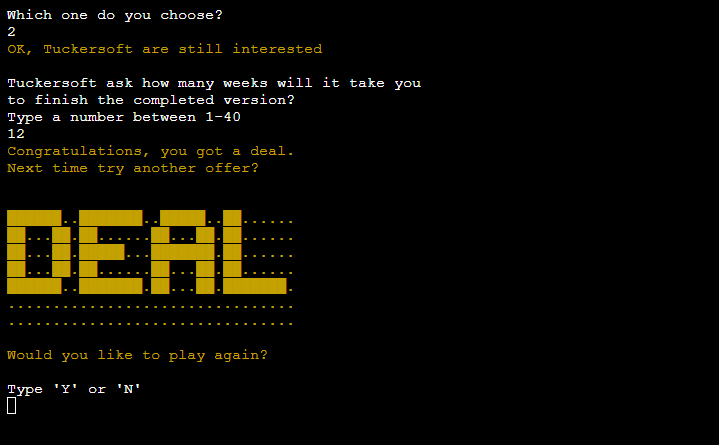 Which one do you choose?
2
OK, Tuckersoft are still interested
Tuckersoft ask how many weeks will it take you
to finish the completed version?
Type a number between 1-40
12
Congratulations, you got a deal.
Next time try another offer?
DEAL
Would you like to play again?
Type 'Y' or 'N'